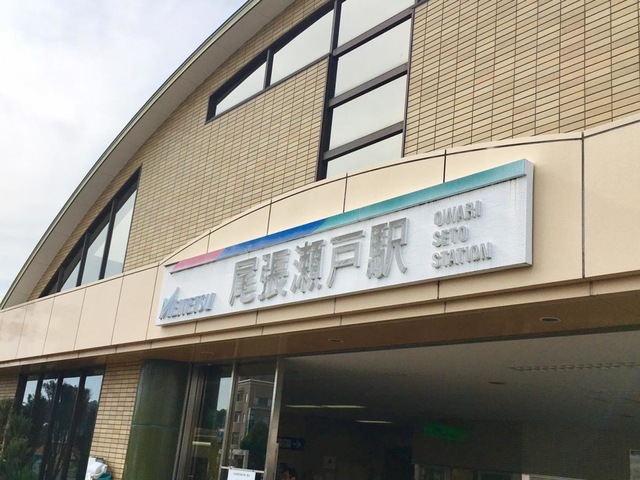 MEITETSU 尾張瀬戸駅
OWARI
SETO
STATION